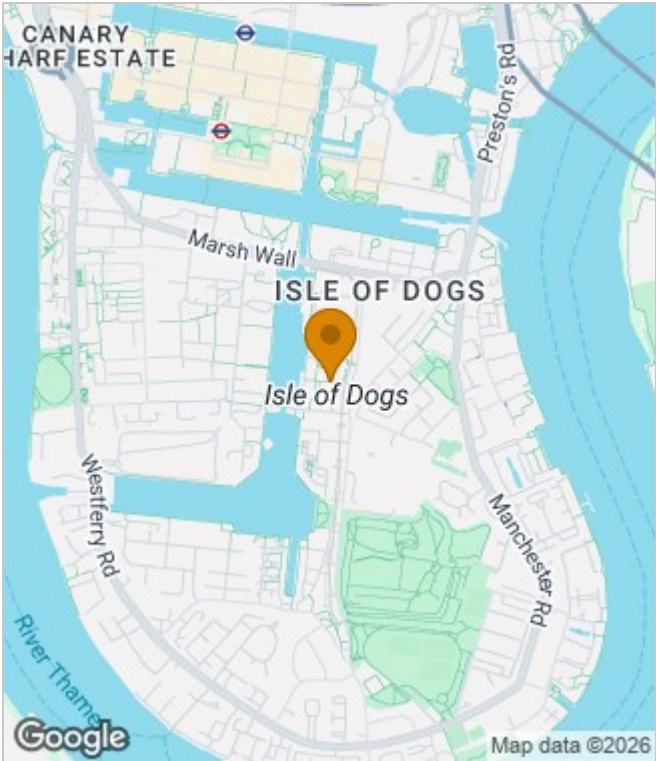 CANARY
HARF ESTATE
Preston's Rd
Marsh Wall
ISLE OF DOGS
Isle of Dogs
Westferry Rd
Manchester Rd
River Thame
Google
Map data ©2026